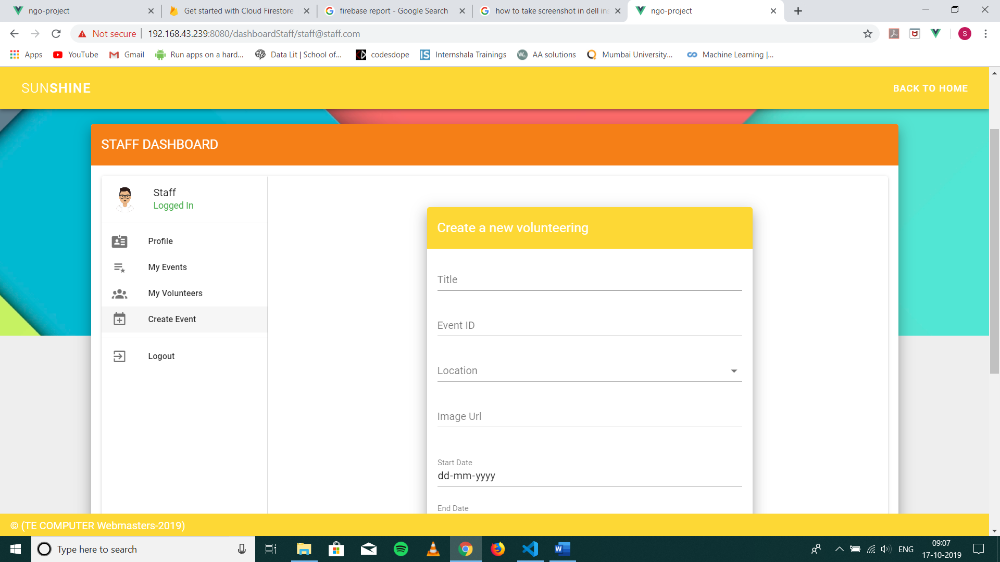 ngo-project
Get started with Cloud Firestore
firebase report - Google Search
how to take screenshot in dell ins
ngo-project
Not secure
192.168.43.239:8080/dashboardStaff/staff@staff.com
S
Apps
YouTube
Gmail
Run apps on a hard...
Data Lit | School of...
codesdope
Internshala Trainings
AA solutions
Mumbai University...
Machine Learning |...
SUNSHINE
BACK TO HOME
STAFF DASHBOARD
Staff
Logged In
Profile
My Events
My Volunteers
Create Event
Logout
Create a new volunteering
Title
Event ID
Location
Image Url
Start Date
dd-mm-yyyy
End Date
© (TE COMPUTER Webmasters-2019)
Type here to search
ENG
09:07
17-10-2019